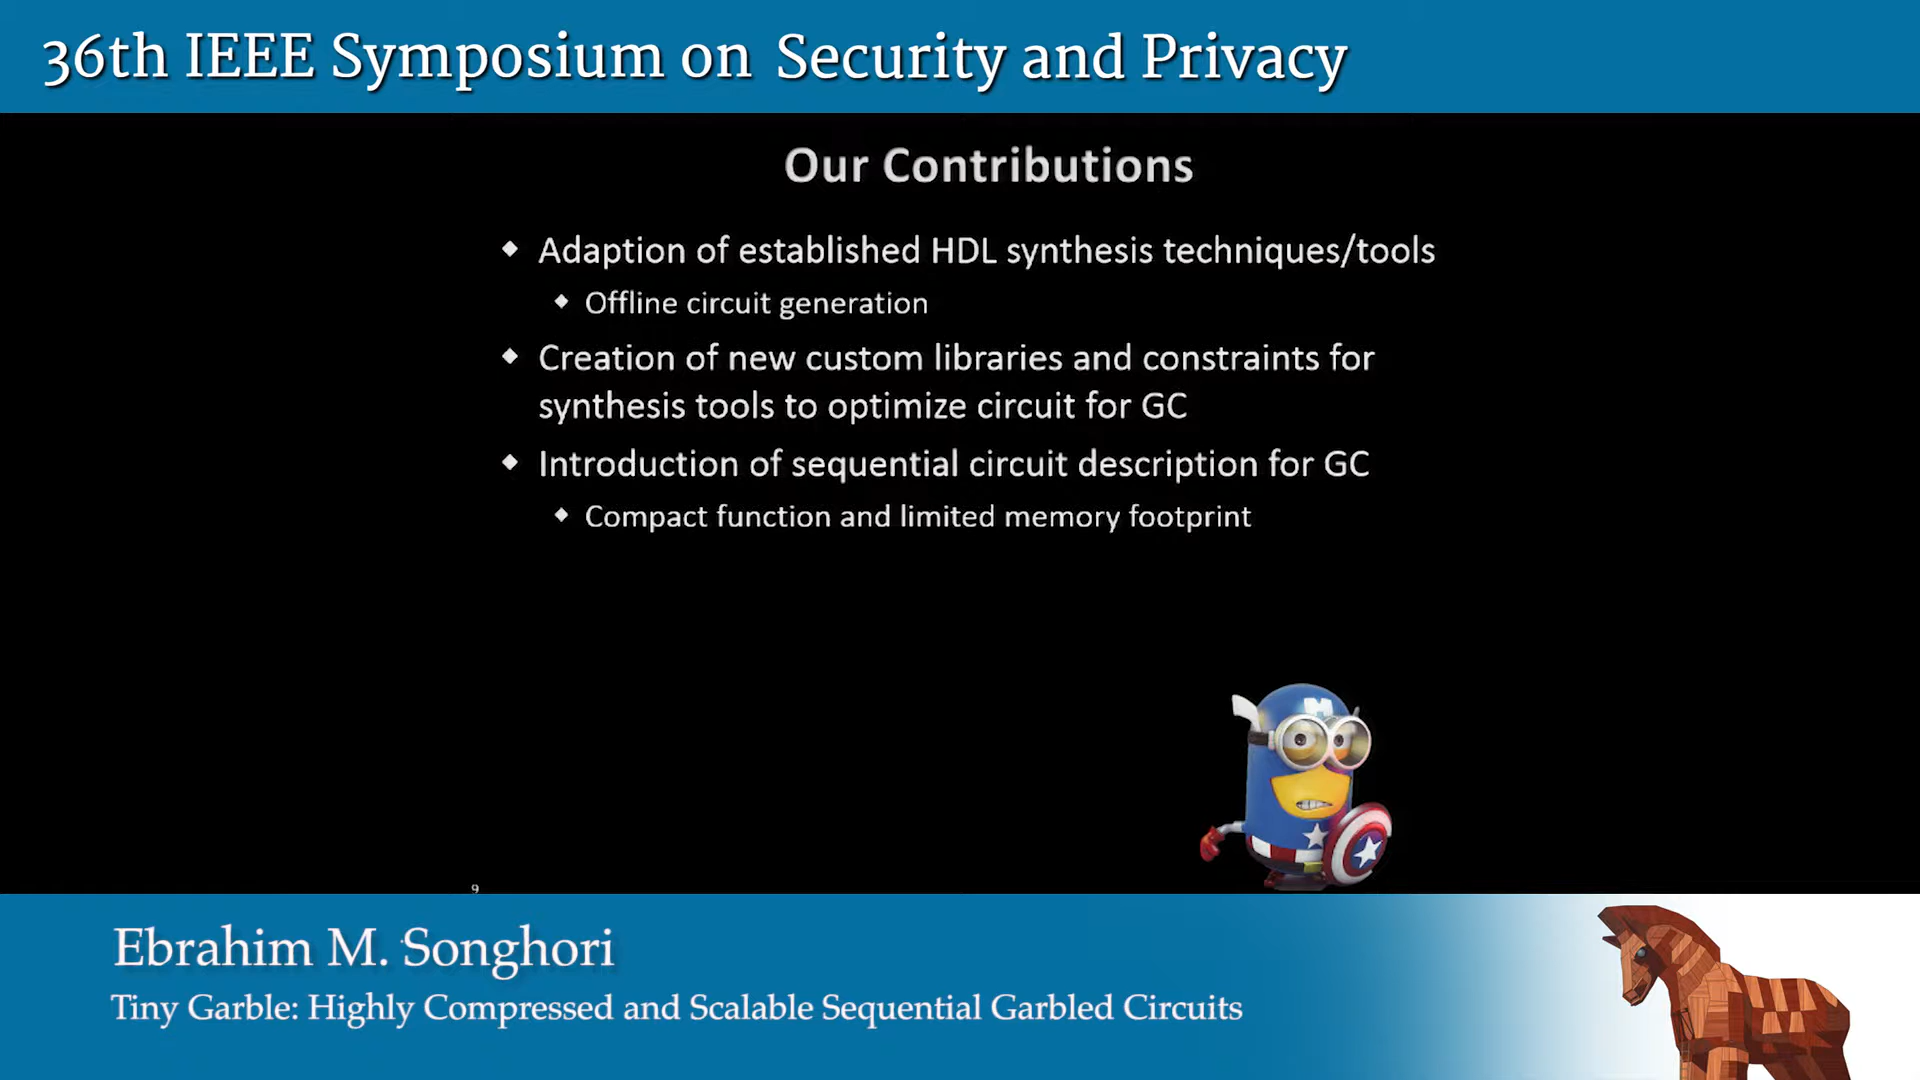 36th IEEE Symposium on Security and Privacy
Our Contributions
Adaption of established HDL synthesis techniques/tools
Offline circuit generation
Creation of new custom libraries and constraints for
synthesis tools to optimize circuit for GC
Introduction of sequential circuit description for GC
Compact function and limited memory footprint
9
Ebrahim M. Songhori
Tiny Garble: Highly Compressed and Scalable Sequential Garbled Circuits